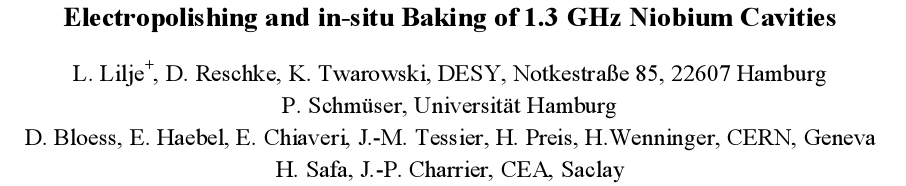 Electropolishing and in-situ Baking of 1.3 GHz Niobium Cavities
L. Lilje+, D. Reschke, K. Twarowski, DESY, Notkestraße 85, 22607 Hamburg
P. Schmüser, Universität Hamburg
D. Bloess, E. Haebel, E. Chiaveri, J.-M. Tessier, H. Preis, H.Wenninger, CERN, Geneva
H. Safa, J.-P. Charrier, CEA, Saclay